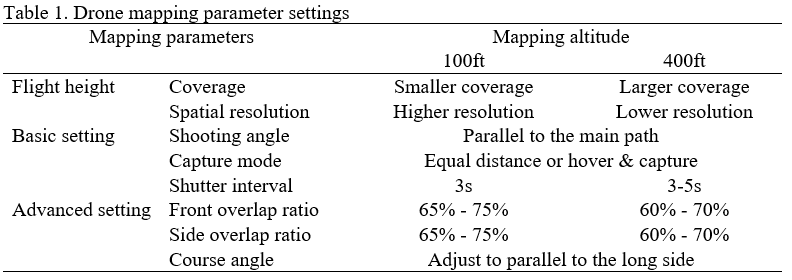 Table 1. Drone mapping parameter settings
Mapping parameters Mapping altitude
100ft 400ft
Flight height Coverage Smaller coverage Larger coverage
Spatial resolution Higher resolution Lower resolution
Basic setting Shooting angle Parallel to the main path
Capture mode Equal distance or hover & capture
Shutter interval 3s 3-5s
Advanced setting Front overlap ratio 65% - 75% 60% - 70%
Side overlap ratio 65% - 75% 60% - 70%
Course angle Adjust to parallel to the long side